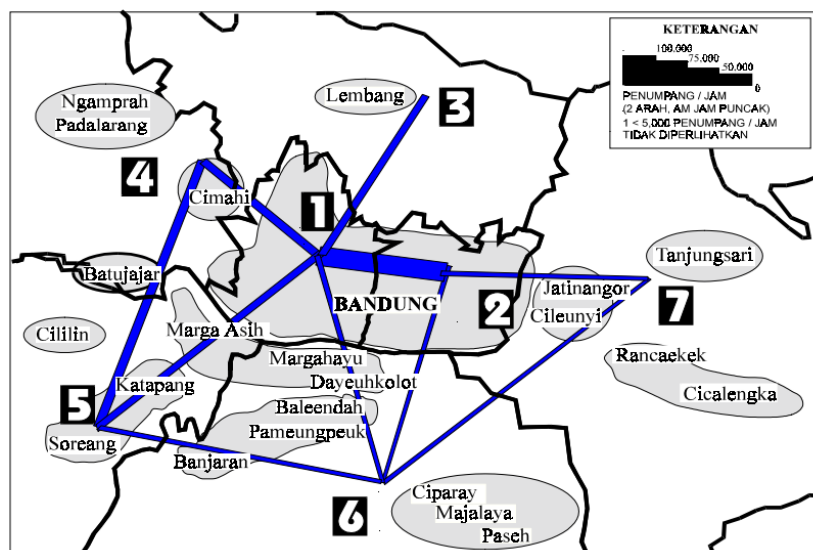 KETERANGAN
100.000
75.000
50.000
0
PENUMPANG / JAM
(2 ARAH, AM JAM PUNCAK)
1 < 5,000 PENUMPANG / JAM
TIDAK DIPERLIHATKAN
Ngamprah
Padalarang
Lembang
3
4
Cimahi
1
Batujajar
BANDUNG
2
Jatinangor
Cileunyi
Tanjungsari
7
Cililin
Marga Asih
Margahayu
Dayeuhkolot
Rancaekek
Cicalengka
Katapang
5
Soreang
Baleendah
Pameungpeuk
Banjaran
6
Ciparay
Majalaya
Paseh